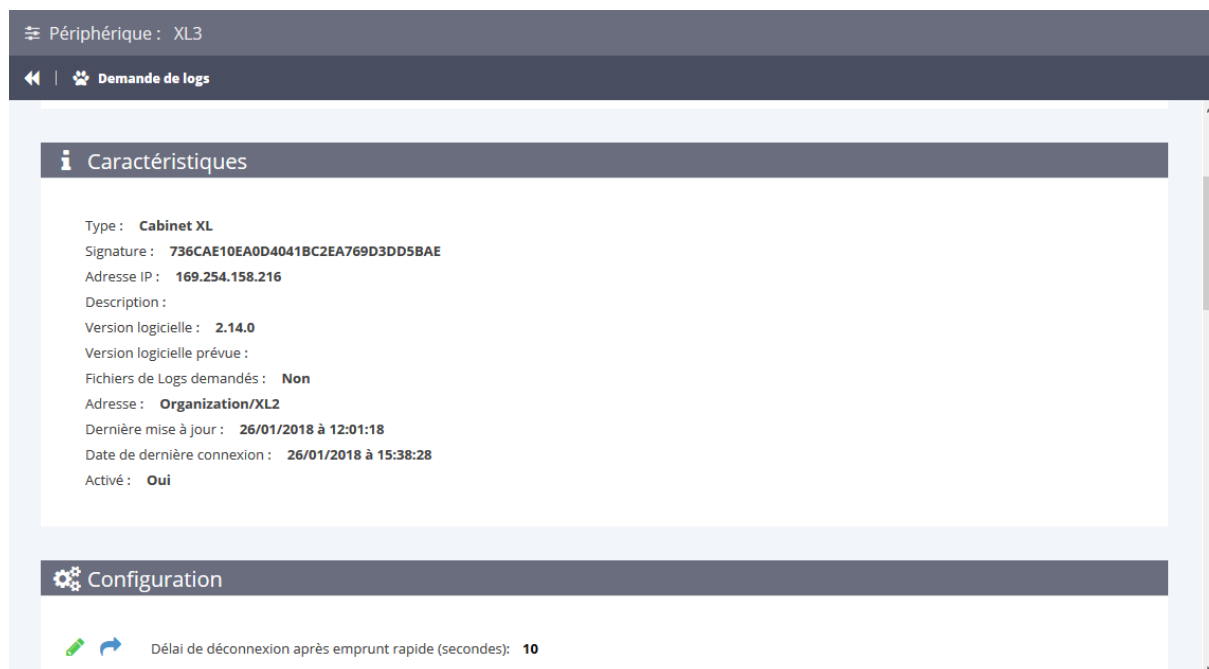 Périphérique : XL3
Demande de logs
Caractéristiques
Type : Cabinet XL
Signature : 736CAE10EA0D4041BC2EA769D3DD5BAE
Adresse IP : 169.254.158.216
Description :
Version logicielle : 2.14.0
Version logicielle prévue :
Fichiers de Logs demandés : Non
Adresse : Organization/XL2
Dernière mise à jour : 26/01/2018 à 12:01:18
Date de dernière connexion : 26/01/2018 à 15:38:28
Activé : Oui
Configuration
Délai de déconnexion après emprunt rapide (secondes): 10